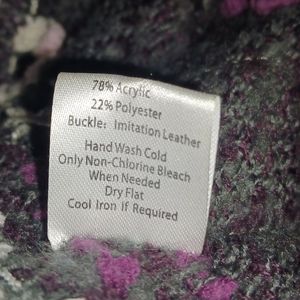 78% Acrylic
22% Polyester
Buckle: Imitation Leather
Hand Wash Cold
Only Non-Chlorine Bleach
When Needed
Dry Flat
Cool Iron If Required